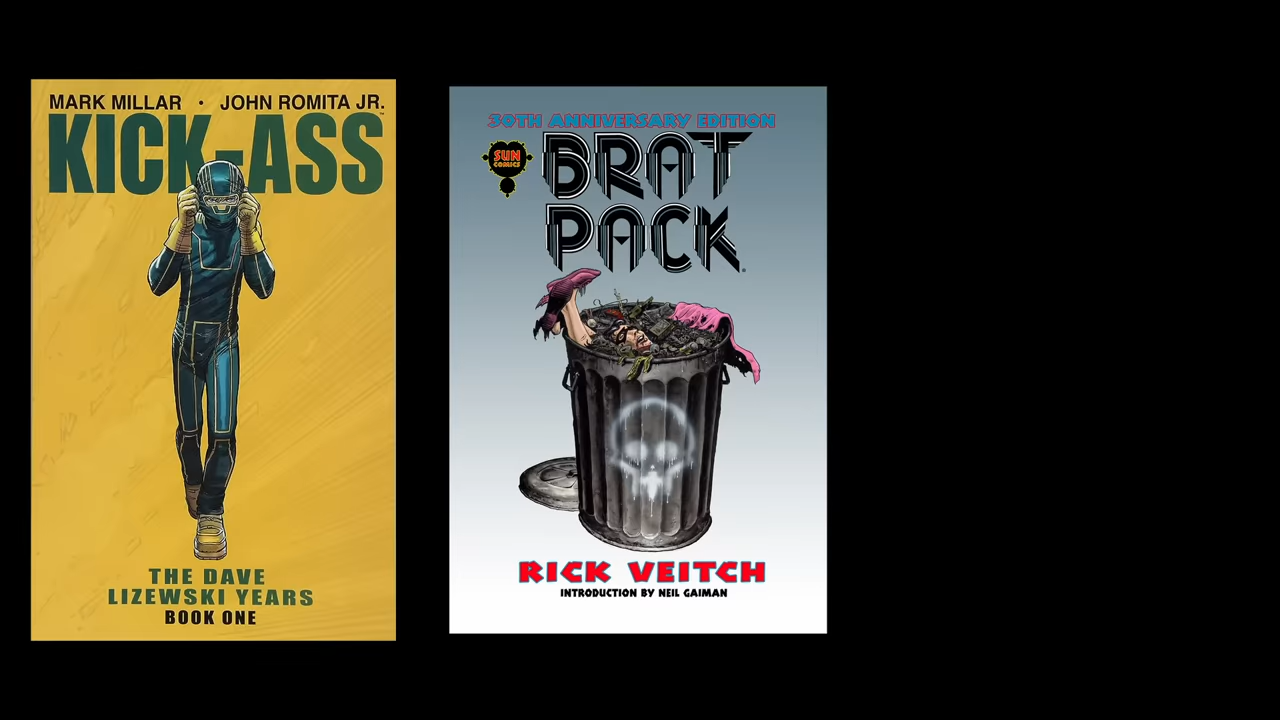 MARK MILLAR • JOHN ROMITA JR.
KICK-ASS
THE DAVE
LIZEWSKI YEARS
BOOK ONE
30TH ANNIVERSARY EDITION
SUN
COMICS
BRAT
PACK
RICK VEITCH
INTRODUCTION BY NEIL GAIMAN